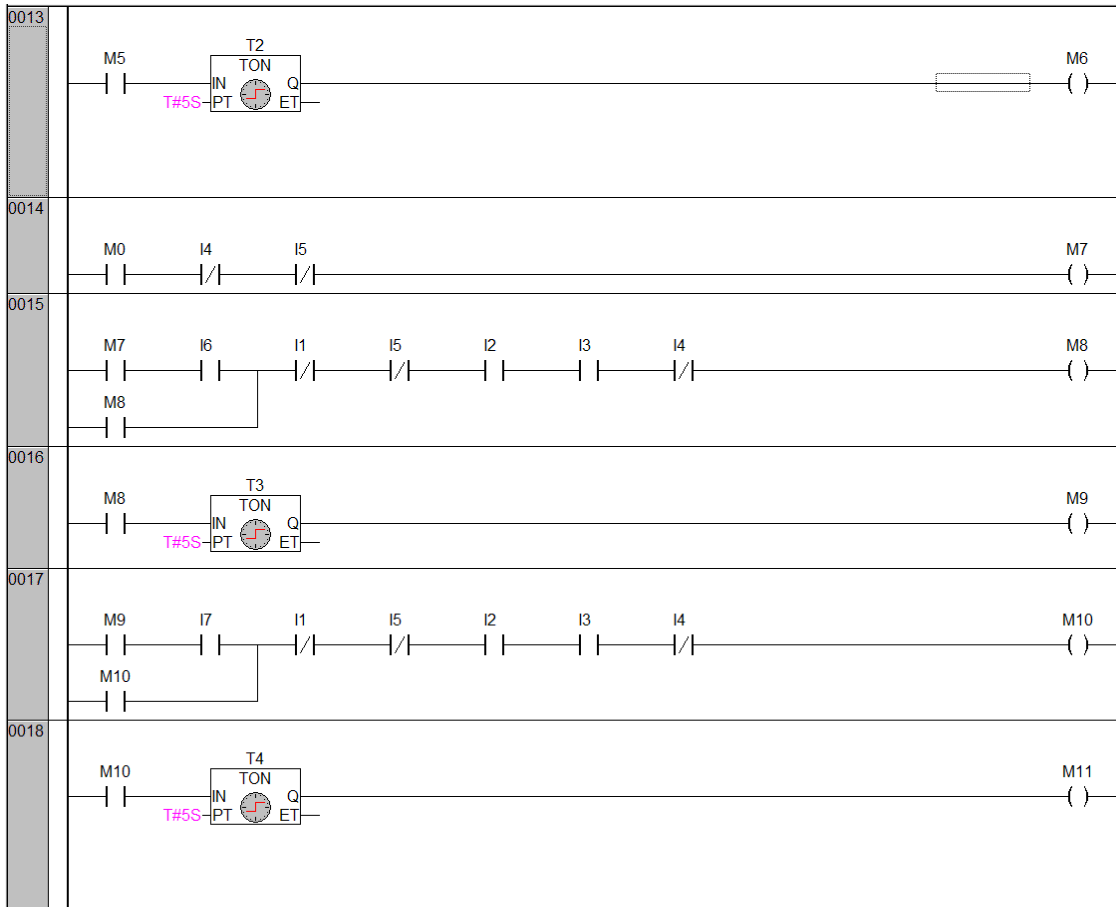 0013
T2
M5 TON M6
IN Q
T#5S PT ET
0014
M0 I4 I5 M7
0015
M7 I6 I1 I5 I2 I3 I4 M8
M8
0016
T3
M8 TON M9
IN Q
T#5S PT ET
0017
M9 I7 I1 I5 I2 I3 I4 M10
M10
0018
T4
M10 TON M11
IN Q
T#5S PT ET